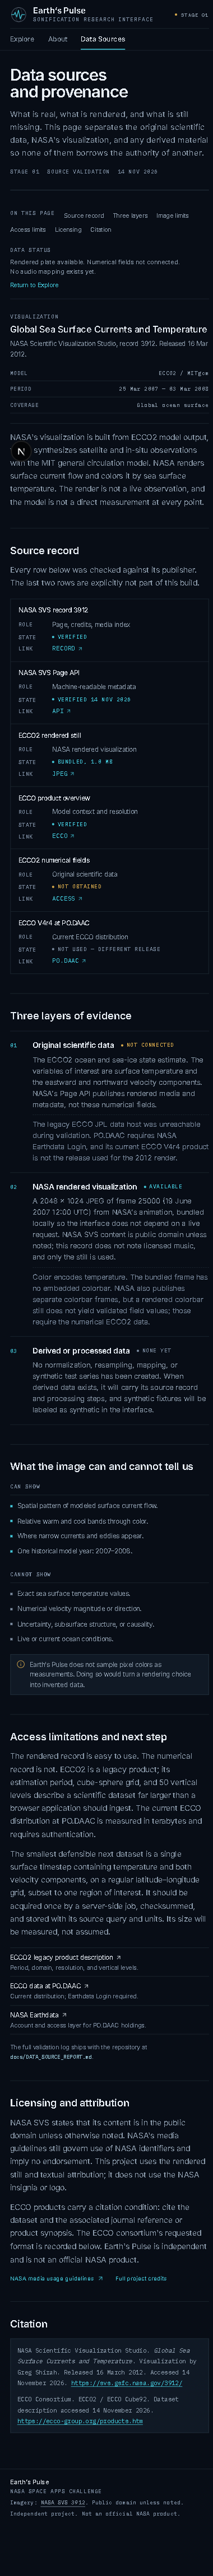 Earth's Pulse
SONIFICATION RESEARCH INTERFACE
STAGE 01
Explore About Data Sources
Data sources
and provenance
What is real, what is rendered, and what is still
missing. This page separates the original scientific
data, NASA's visualization, and any derived material
so none of them borrows the authority of another.
STAGE 01 SOURCE VALIDATION 14 NOV 2026
ON THIS PAGE Source record Three layers Image limits
Access limits Licensing Citation
DATA STATUS
Rendered plate available. Numerical fields not connected.
No audio mapping exists yet.
Return to Explore
VISUALIZATION
Global Sea Surface Currents and Temperature
NASA Scientific Visualization Studio, record 3912. Released 16 Mar
2012.
MODEL ECCO2 / MITgcm
PERIOD 25 Mar 2007 — 03 Mar 2008
COVERAGE Global ocean surface
NASA's visualization is built from ECCO2 model output,
synthesizes satellite and in-situ observations
the MIT general circulation model. NASA renders
surface current flow and colors it by sea surface
temperature. The render is not a live observation, and
the model is not a direct measurement at every point.
Source record
Every row below was checked against its publisher.
The last two rows are explicitly not part of this build.
NASA SVS record 3912
ROLE Page, credits, media index
STATE VERIFIED
LINK RECORD ↗
NASA SVS Page API
ROLE Machine-readable metadata
STATE VERIFIED 14 NOV 2026
LINK API ↗
ECCO2 rendered still
ROLE NASA rendered visualization
STATE BUNDLED, 1.0 MB
LINK JPEG ↗
ECCO product overview
ROLE Model context and resolution
STATE VERIFIED
LINK ECCO ↗
ECCO2 numerical fields
ROLE Original scientific data
STATE NOT OBTAINED
LINK ACCESS ↗
ECCO V4r4 at PO.DAAC
ROLE Current ECCO distribution
STATE NOT USED — DIFFERENT RELEASE
LINK PO.DAAC ↗
Three layers of evidence
01 Original scientific data NOT CONNECTED
The ECCO2 ocean and sea-ice state estimate. The
variables of interest are surface temperature and
the eastward and northward velocity components.
NASA's Page API publishes rendered media and
metadata, not these numerical fields.
The legacy ECCO JPL data host was unreachable
during validation. PO.DAAC requires NASA
Earthdata Login, and its current ECCO V4r4 product
is not the release used for the 2012 render.
02 NASA rendered visualization AVAILABLE
A 2048 × 1024 JPEG of frame 25000 (19 June
2007 12:00 UTC) from NASA's animation, bundled
locally so the interface does not depend on a live
request. NASA SVS content is public domain unless
noted; this record does not note licensed music,
and only the still is used.
Color encodes temperature. The bundled frame has
no embedded colorbar. NASA also publishes
separate colorbar frames, but a rendered colorbar
still does not yield validated field values; those
require the numerical ECCO2 data.
03 Derived or processed data NONE YET
No normalization, resampling, mapping, or
synthetic test series has been created. When
derived data exists, it will carry its source record
and processing steps, and synthetic fixtures will be
labeled as synthetic in the interface.
What the image can and cannot tell us
CAN SHOW
Spatial pattern of modeled surface current flow.
Relative warm and cool bands through color.
Where narrow currents and eddies appear.
One historical model year: 2007–2008.
CANNOT SHOW
Exact sea surface temperature values.
Numerical velocity magnitude or direction.
Uncertainty, subsurface structure, or causality.
Live or current ocean conditions.
Earth's Pulse does not sample pixel colors as
measurements. Doing so would turn a rendering choice
into invented data.
Access limitations and next step
The rendered record is easy to use. The numerical
record is not. ECCO2 is a legacy product; its
estimation period, cube-sphere grid, and 50 vertical
levels describe a scientific dataset far larger than a
browser application should ingest. The current ECCO
distribution at PO.DAAC is measured in terabytes and
requires authentication.
The smallest defensible next dataset is a single
surface timestep containing temperature and both
velocity components, on a regular latitude-longitude
grid, subset to one region of interest. It should be
acquired once by a server-side job, checksummed,
and stored with its source query and units. Its size will
be measured, not assumed.
ECCO2 legacy product description ↗
Period, domain, resolution, and vertical levels.
ECCO data at PO.DAAC ↗
Current distribution; Earthdata Login required.
NASA Earthdata ↗
Account and access layer for PO.DAAC holdings.
The full validation log ships with the repository at
docs/DATA_SOURCE_REPORT.md.
Licensing and attribution
NASA SVS states that its content is in the public
domain unless otherwise noted. NASA's media
guidelines still govern use of NASA identifiers and
imply no endorsement. This project uses the rendered
still and textual attribution; it does not use the NASA
insignia or logo.
ECCO products carry a citation condition: cite the
dataset and the associated journal reference or
product synopsis. The ECCO consortium's requested
format is recorded below. Earth's Pulse is independent
and is not an official NASA product.
NASA media usage guidelines ↗ Full project credits
Citation
NASA Scientific Visualization Studio. Global Sea
Surface Currents and Temperature. Visualization by
Greg Shirah. Released 16 March 2012. Accessed 14
November 2026. https://svs.gsfc.nasa.gov/3912/
ECCO Consortium. ECCO2 / ECCO Cube92. Dataset
description accessed 14 November 2026.
https://ecco-group.org/products.htm
Earth's Pulse
NASA SPACE APPS CHALLENGE
Imagery: NASA SVS 3912. Public domain unless noted.
Independent project. Not an official NASA product.